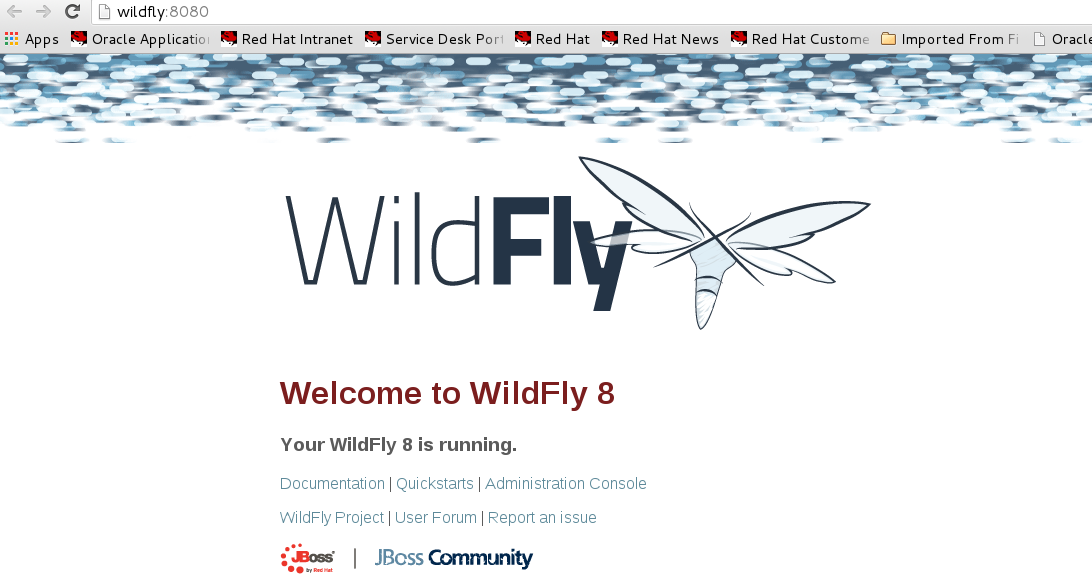 wildfly:8080
Apps Oracle Applicatio Red Hat Intranet Service Desk Port Red Hat Red Hat News Red Hat Custome Imported From Fi Oracle
WildFly
Welcome to WildFly 8
Your WildFly 8 is running.
Documentation | Quickstarts | Administration Console
WildFly Project | User Forum | Report an issue
JBoss by Red Hat | JBoss Community